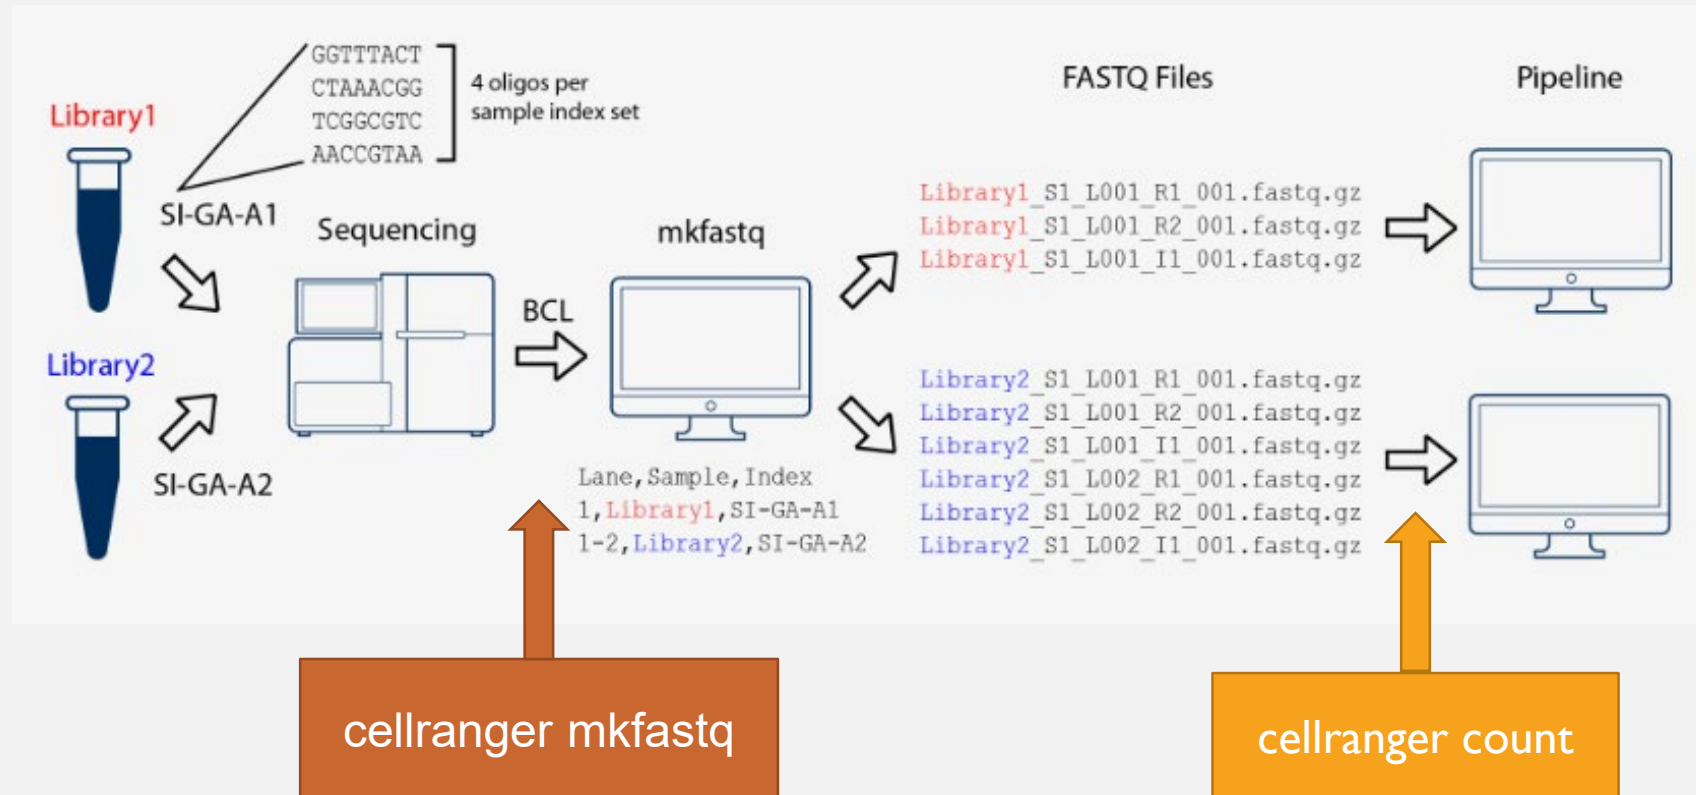 GGTTTACT
CTAAACGG
TCGGCGTC
AACCGTAA
4 oligos per
sample index set
Library1
SI-GA-A1
Library2
SI-GA-A2
Sequencing
BCL
mkfastq
Lane,Sample,Index
1,Library1,SI-GA-A1
1-2,Library2,SI-GA-A2
FASTQ Files
Library1_S1_L001_R1_001.fastq.gz
Library1_S1_L001_R2_001.fastq.gz
Library1_S1_L001_I1_001.fastq.gz
Library2_S1_L001_R1_001.fastq.gz
Library2_S1_L001_R2_001.fastq.gz
Library2_S1_L001_I1_001.fastq.gz
Library2_S1_L002_R1_001.fastq.gz
Library2_S1_L002_R2_001.fastq.gz
Library2_S1_L002_I1_001.fastq.gz
Pipeline
cellranger mkfastq
cellranger count